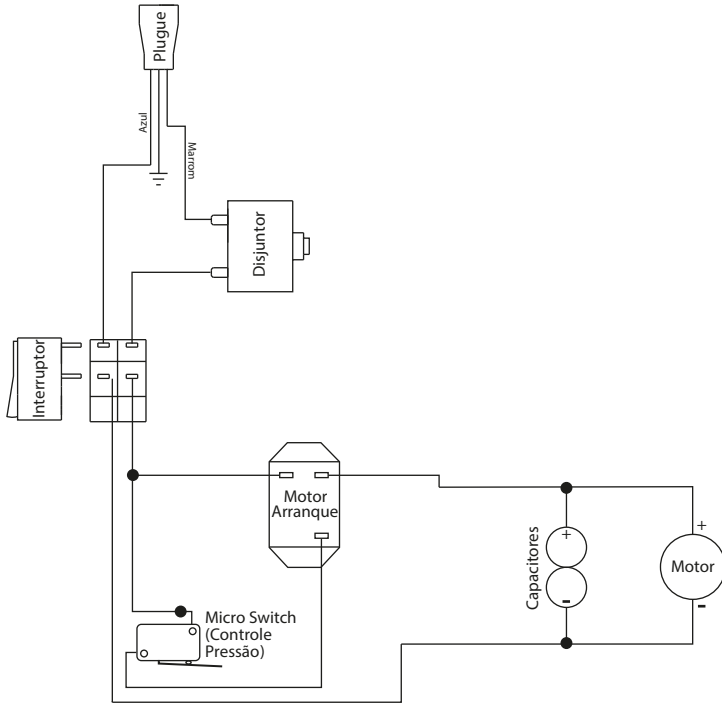 Plugue
Azul
Marrom
Disjuntor
Interruptor
Motor
Arranque
Capacitores
+
-
+
Motor
-
Micro Switch
(Controle
Pressão)